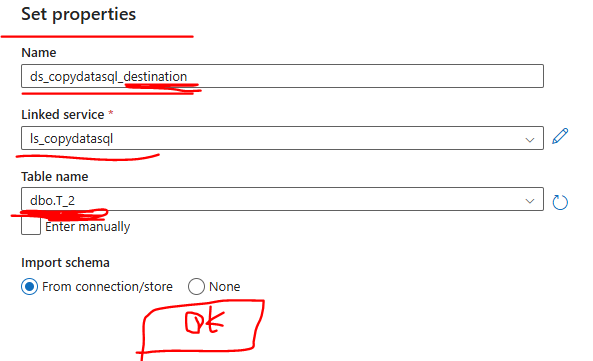 Set properties
Name
ds_copydatasql_destination
Linked service *
ls_copydatasql
Table name
dbo.T_2
Enter manually
Import schema
From connection/store None
OK